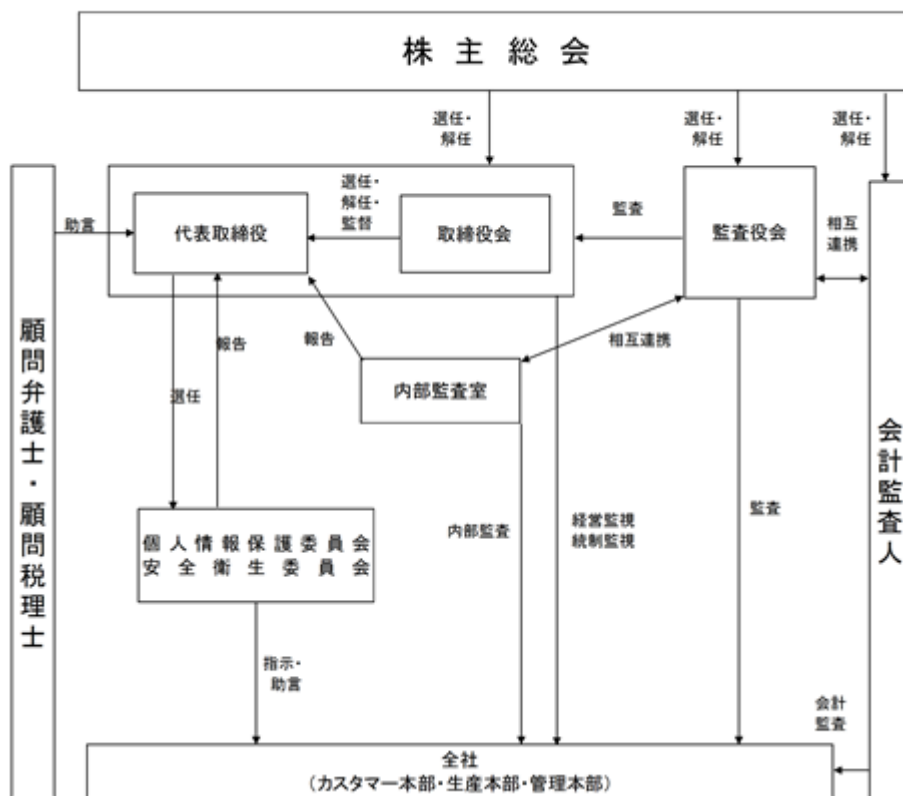 株主総会
選任・
解任
選任・
解任
選任・
解任
選任・
解任・
監督
助言
代表取締役
取締役会
監査
監査役会
相互
連携
報告
報告
相互連携
内部監査室
選任
顧問弁護士・顧問税理士
会計監査人
個人情報保護委員会
安全衛生委員会
内部監査
経営監視
統制監視
監査
指示・
助言
会計
監査
全社
（カスタマー本部・生産本部・管理本部）